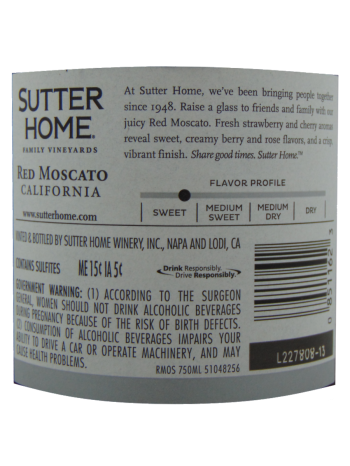 SUTTER
HOME®
FAMILY VINEYARDS
RED MOSCATO
CALIFORNIA
www.sutterhome.com
At Sutter Home, we've been bringing people together
since 1948. Raise a glass to friends and family with our
juicy Red Moscato. Fresh strawberry and cherry aromas
reveal sweet, creamy berry and rose flavors, and a crisp,
vibrant finish. Share good times. Sutter Home.™
FLAVOR PROFILE
SWEET
MEDIUM
SWEET
MEDIUM
DRY
DRY
VINTED & BOTTLED BY SUTTER HOME WINERY, INC., NAPA AND LODI, CA
CONTAINS SULFITES ME 15¢ IA 5¢
Drink Responsibly.
Drive Responsibly.
GOVERNMENT WARNING: (1) ACCORDING TO THE SURGEON
GENERAL, WOMEN SHOULD NOT DRINK ALCOHOLIC BEVERAGES
DURING PREGNANCY BECAUSE OF THE RISK OF BIRTH DEFECTS.
(2) CONSUMPTION OF ALCOHOLIC BEVERAGES IMPAIRS YOUR
ABILITY TO DRIVE A CAR OR OPERATE MACHINERY, AND MAY
CAUSE HEALTH PROBLEMS.
RMOS 750ML 51048256
L227808-13